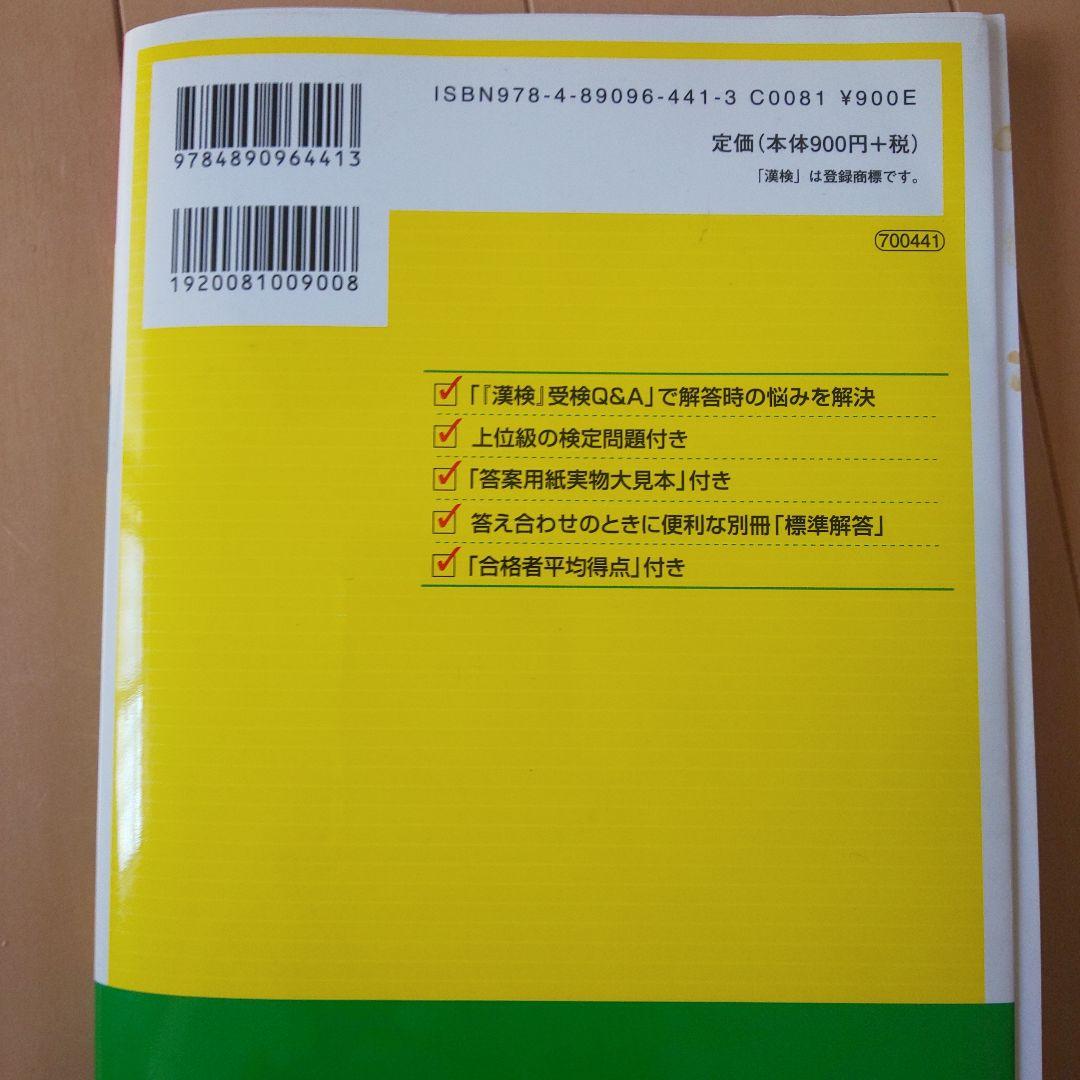 ISBN978-4-89096-441-3 C0081 ¥900E
9784890964413
定価(本体900円+税)
「漢検」は登録商標です。
1920081009008
700441
「『漢検』受検Q&A」で解答時の悩みを解決
上位級の検定問題付き
「答案用紙実物大見本」付き
答え合わせのときに便利な別冊「標準解答」
「合格者平均得点」付き